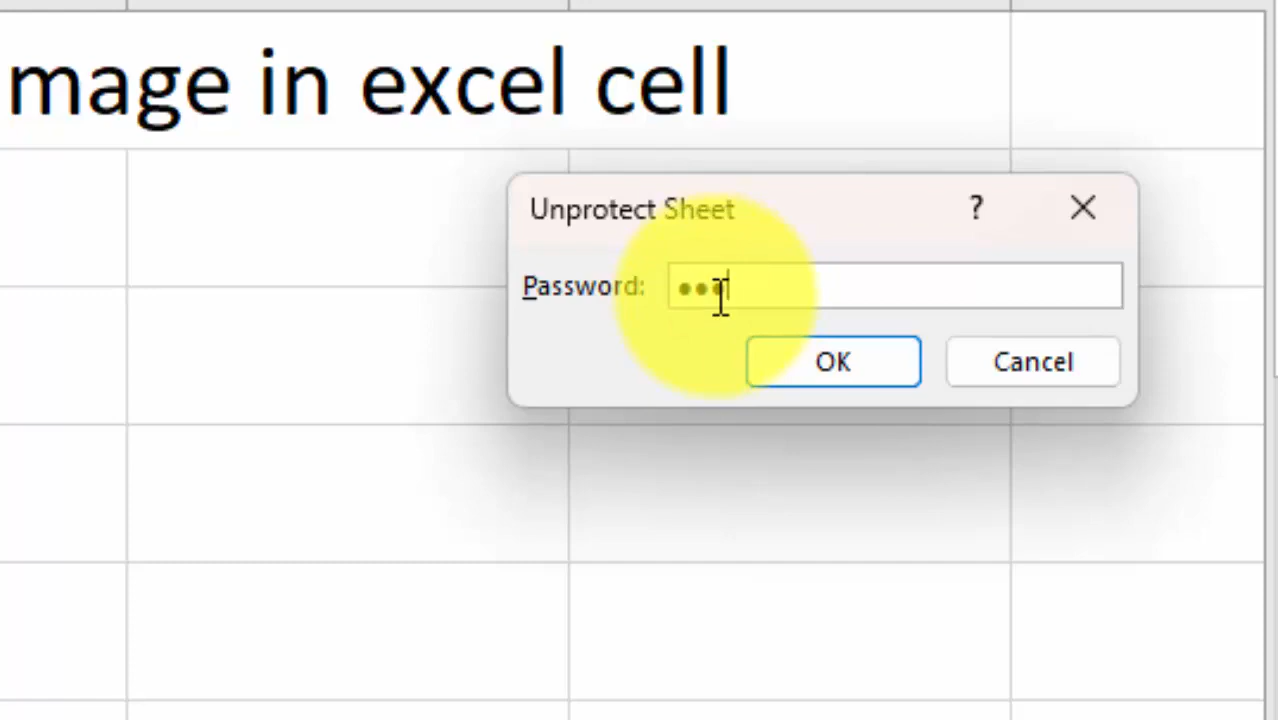 mage in excel cell
Unprotect Sheet ?
Password: •••
OK Cancel